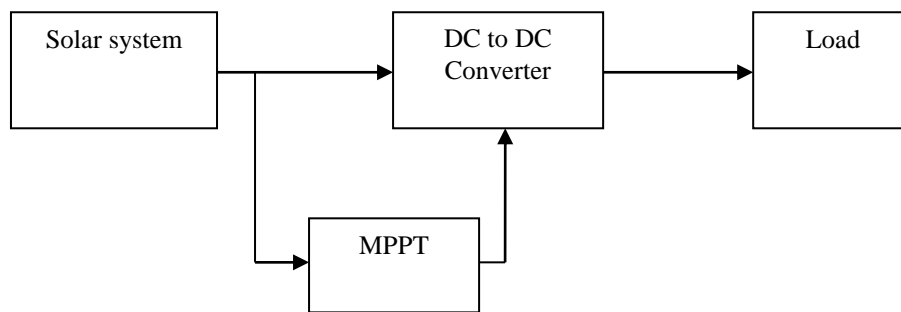 Solar system
DC to DC
Converter
Load
MPPT